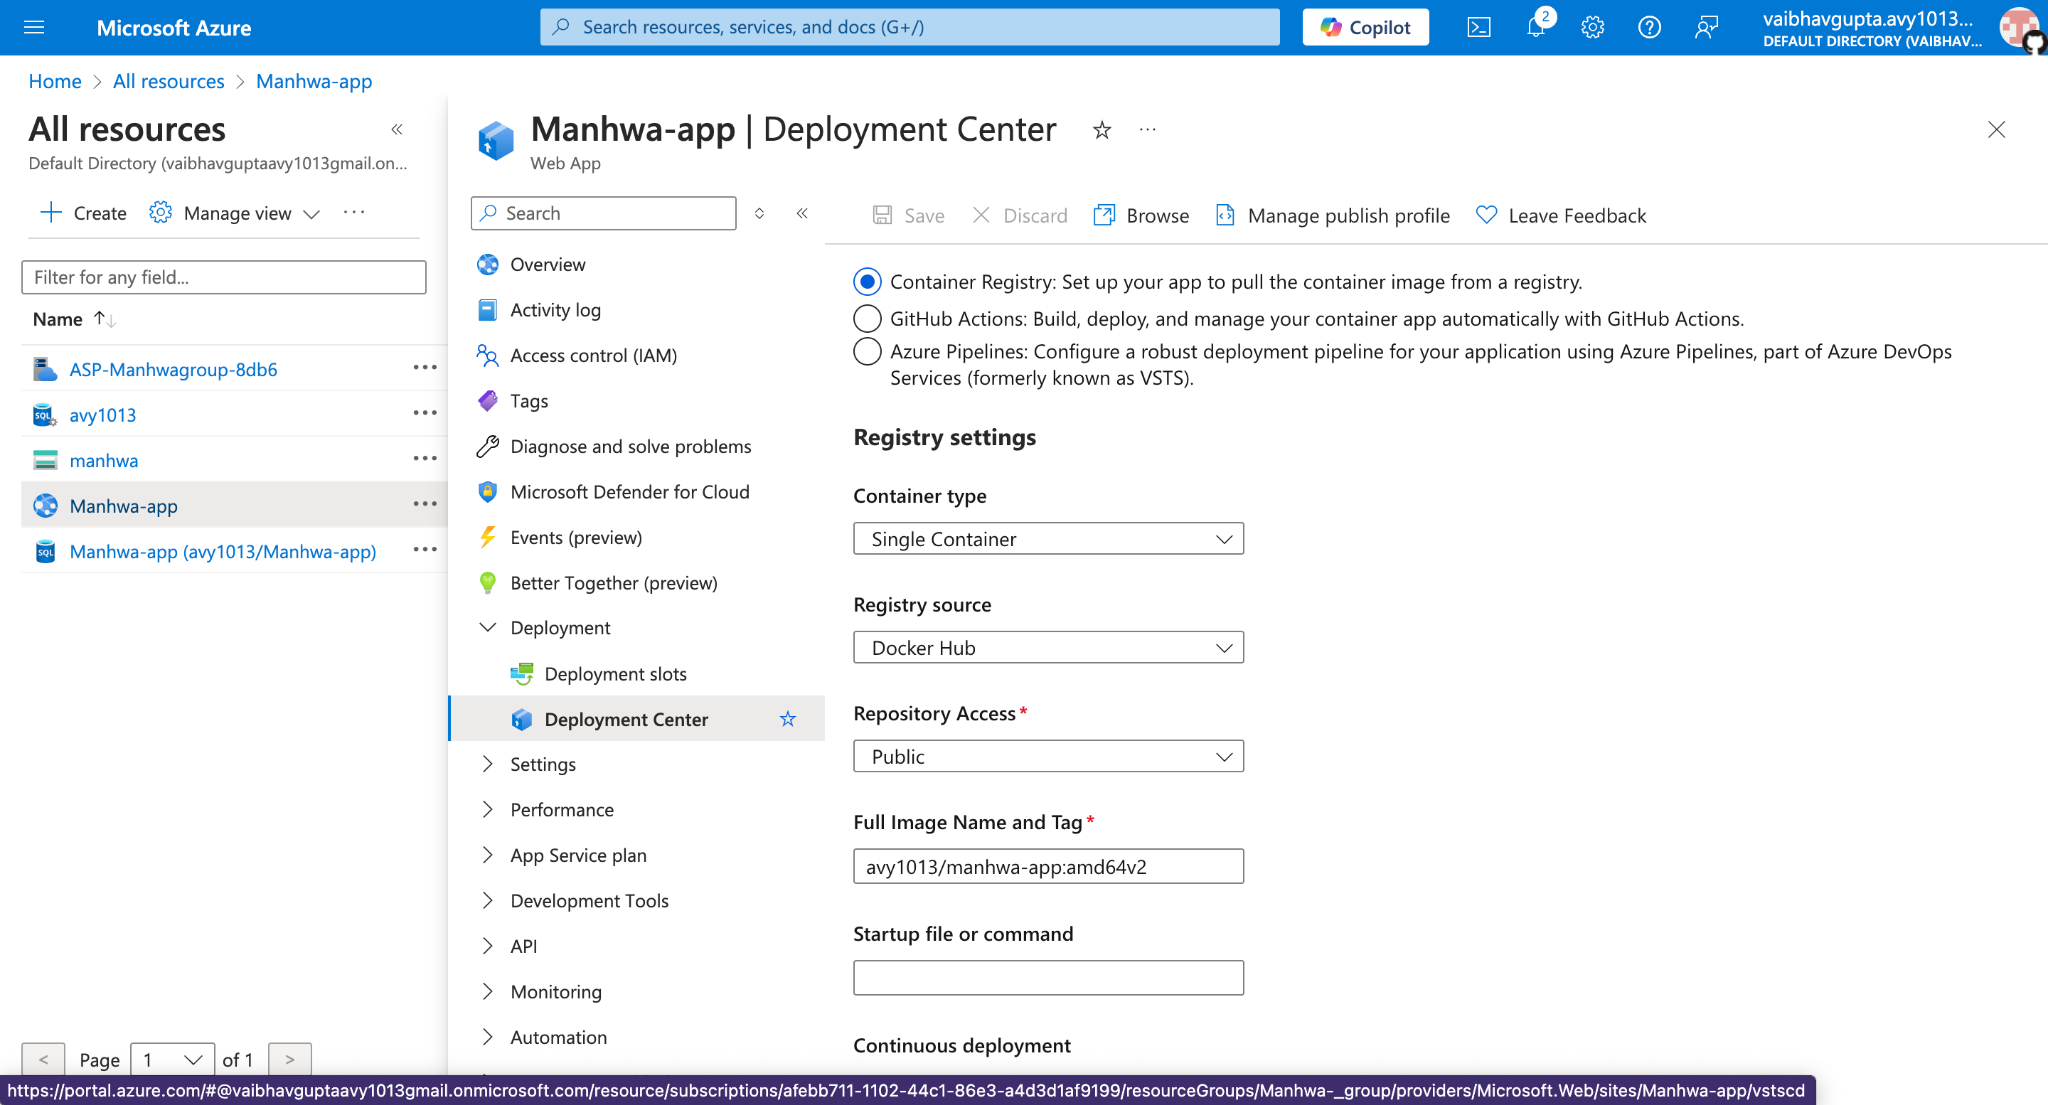 Microsoft Azure
Search resources, services, and docs (G+/)
Copilot
2
vaibhavgupta.avy1013...
DEFAULT DIRECTORY (VAIBHAV...
Home > All resources > Manhwa-app
All resources
Default Directory (vaibhavguptaavy1013gmail.on...
Create
Manage view
Filter for any field...
Name
ASP-Manhwagroup-8db6
avy1013
manhwa
Manhwa-app
Manhwa-app (avy1013/Manhwa-app)
< Page 1 of 1 >
Manhwa-app | Deployment Center
Web App
Search
Overview
Activity log
Access control (IAM)
Tags
Diagnose and solve problems
Microsoft Defender for Cloud
Events (preview)
Better Together (preview)
Deployment
Deployment slots
Deployment Center
Settings
Performance
App Service plan
Development Tools
API
Monitoring
Automation
Save
Discard
Browse
Manage publish profile
Leave Feedback
Container Registry: Set up your app to pull the container image from a registry.
GitHub Actions: Build, deploy, and manage your container app automatically with GitHub Actions.
Azure Pipelines: Configure a robust deployment pipeline for your application using Azure Pipelines, part of Azure DevOps
Services (formerly known as VSTS).
Registry settings
Container type
Single Container
Registry source
Docker Hub
Repository Access*
Public
Full Image Name and Tag*
avy1013/manhwa-app:amd64v2
Startup file or command
Continuous deployment
https://portal.azure.com/#@vaibhavguptaavy1013gmail.onmicrosoft.com/resource/subscriptions/afebb711-1102-44c1-86e3-a4d3d1af9199/resourceGroups/Manhwa-_group/providers/Microsoft.Web/sites/Manhwa-app/vstscd